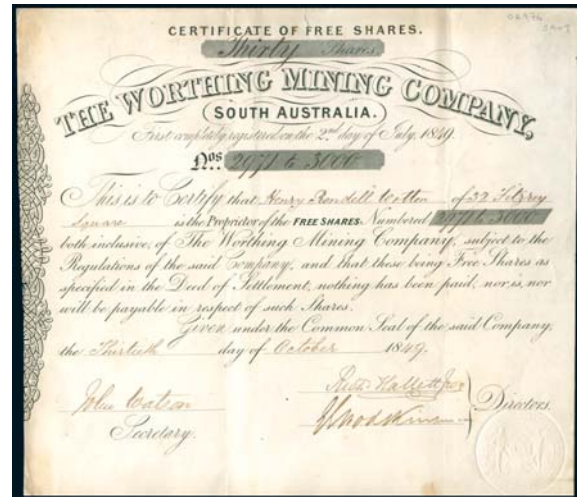 CERTIFICATE OF FREE SHARES.
Thirty Shares.
THE WORTHING MINING COMPANY,
SOUTH AUSTRALIA.
First completely registered on the 2nd day of July, 1849.
Nos 2971 to 3000
This is to Certify that Henry Rendell Wotton of 32 Fitzroy
Square is the Proprietor of the FREE SHARES Numbered 2971 to 3000
both inclusive, of The Worthing Mining Company, subject to the
Regulations of the said Company, and that these being Free Shares as
specified in the Deed of Settlement, nothing has been paid, nor is, nor
will be payable in respect of such Shares.
Given under the Common Seal of the said Company,
the Thirtieth day of October 1849.
John Watson
Secretary.
Richd Hallett Junr
Directors.